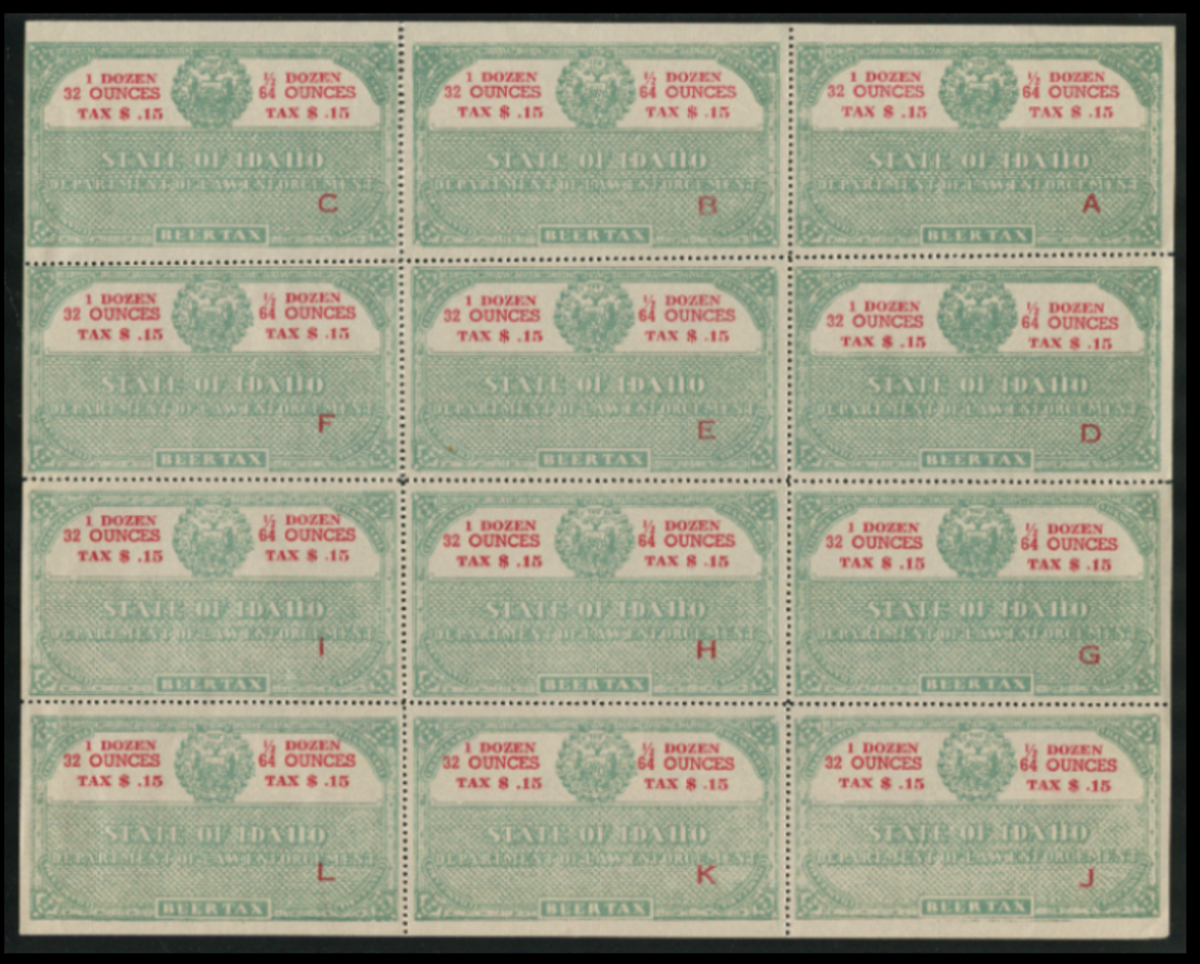 1 DOZEN ½ DOZEN 1 DOZEN ½ DOZEN 1 DOZEN ½ DOZEN
32 OUNCES 64 OUNCES 32 OUNCES 64 OUNCES 32 OUNCES 64 OUNCES
TAX $ .15 TAX $ .15 TAX $ .15 TAX $ .15 TAX $ .15 TAX $ .15
STATE OF IDAHO STATE OF IDAHO STATE OF IDAHO
DEPARTMENT OF LAW ENFORCEMENT DEPARTMENT OF LAW ENFORCEMENT DEPARTMENT OF LAW ENFORCEMENT
C B A
BEER TAX BEER TAX BEER TAX
1 DOZEN ½ DOZEN 1 DOZEN ½ DOZEN 1 DOZEN ½ DOZEN
32 OUNCES 64 OUNCES 32 OUNCES 64 OUNCES 32 OUNCES 64 OUNCES
TAX $ .15 TAX $ .15 TAX $ .15 TAX $ .15 TAX $ .15 TAX $ .15
STATE OF IDAHO STATE OF IDAHO STATE OF IDAHO
DEPARTMENT OF LAW ENFORCEMENT DEPARTMENT OF LAW ENFORCEMENT DEPARTMENT OF LAW ENFORCEMENT
F E D
BEER TAX BEER TAX BEER TAX
1 DOZEN ½ DOZEN 1 DOZEN ½ DOZEN 1 DOZEN ½ DOZEN
32 OUNCES 64 OUNCES 32 OUNCES 64 OUNCES 32 OUNCES 64 OUNCES
TAX $ .15 TAX $ .15 TAX $ .15 TAX $ .15 TAX $ .15 TAX $ .15
STATE OF IDAHO STATE OF IDAHO STATE OF IDAHO
DEPARTMENT OF LAW ENFORCEMENT DEPARTMENT OF LAW ENFORCEMENT DEPARTMENT OF LAW ENFORCEMENT
I H G
BEER TAX BEER TAX BEER TAX
1 DOZEN ½ DOZEN 1 DOZEN ½ DOZEN 1 DOZEN ½ DOZEN
32 OUNCES 64 OUNCES 32 OUNCES 64 OUNCES 32 OUNCES 64 OUNCES
TAX $ .15 TAX $ .15 TAX $ .15 TAX $ .15 TAX $ .15 TAX $ .15
STATE OF IDAHO STATE OF IDAHO STATE OF IDAHO
DEPARTMENT OF LAW ENFORCEMENT DEPARTMENT OF LAW ENFORCEMENT DEPARTMENT OF LAW ENFORCEMENT
L K J
BEER TAX BEER TAX BEER TAX